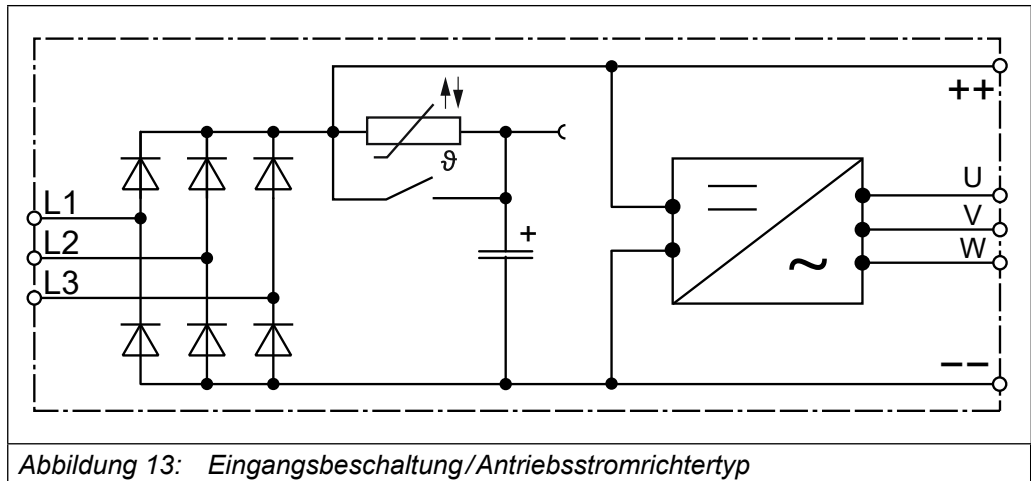 ++
ϑ
L1
L2
L3
+
U
V
W
~
−−
Abbildung 13: Eingangsbeschaltung/Antriebsstromrichtertyp